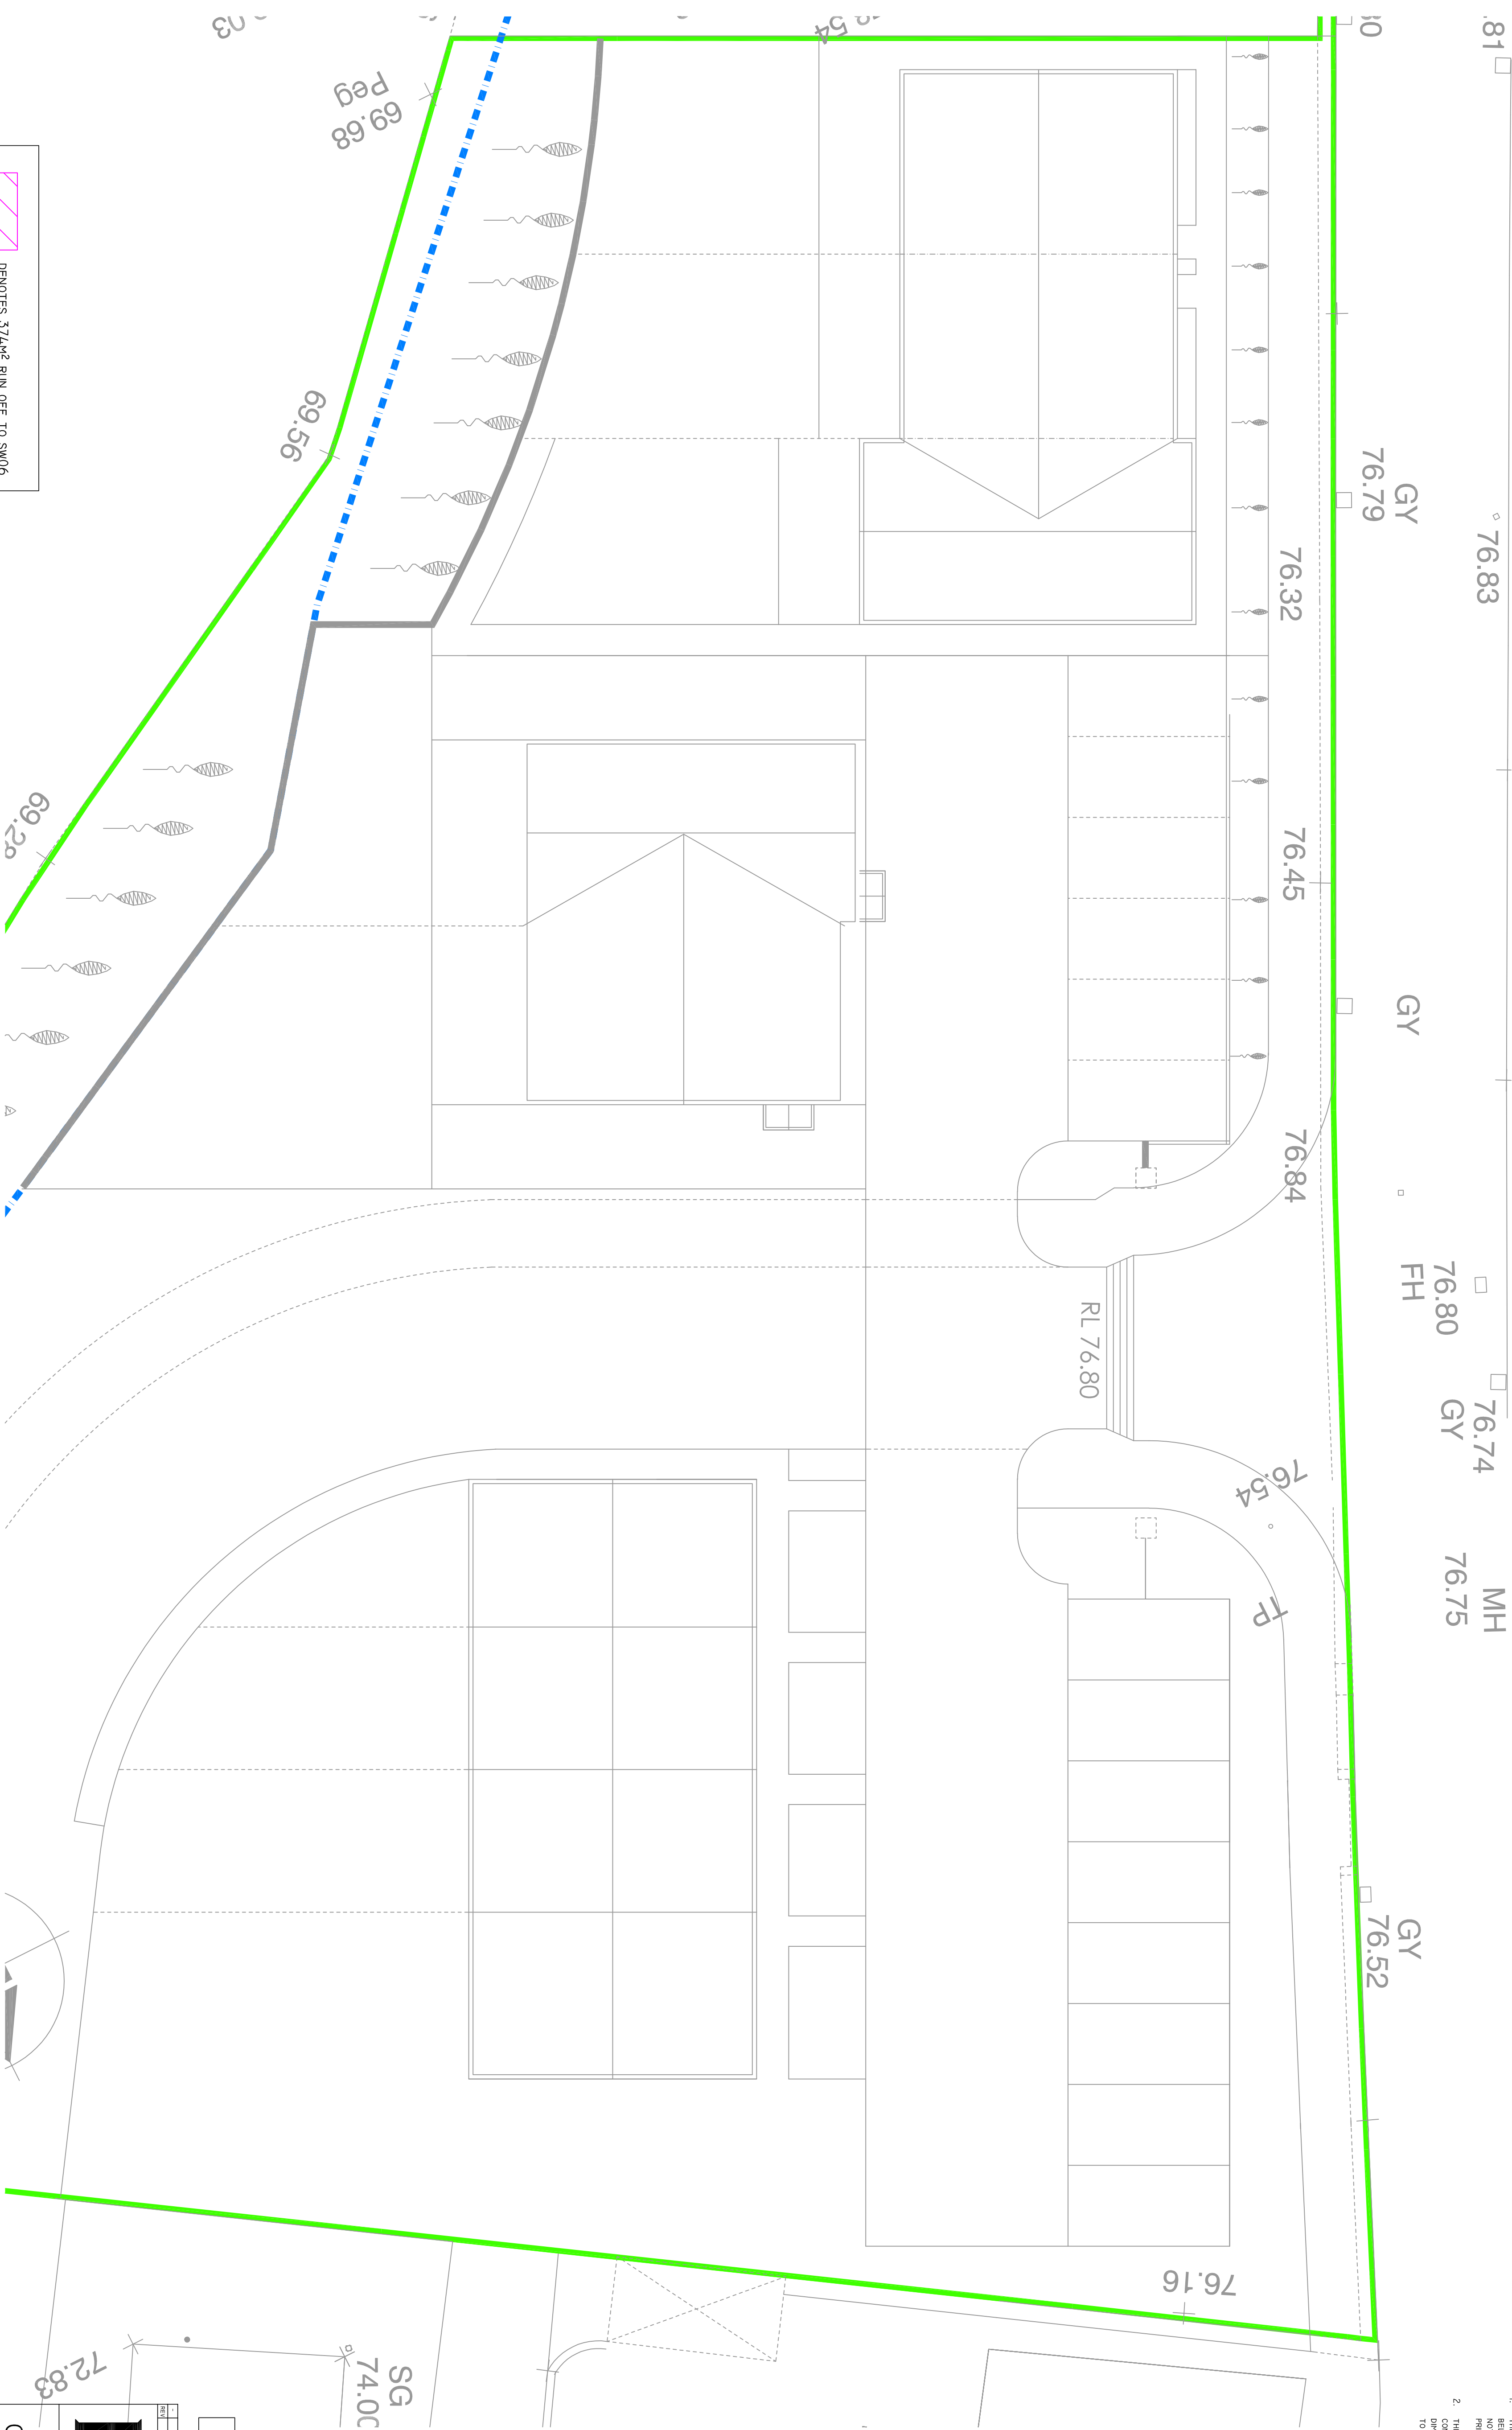 69.68
Peg
69.56
DENOTES 374M² RUN OFF TO SW06
GY
76.79
76.83
76.32
76.45
GY
76.84
76.80
FH
RL 76.80
76.74
GY
76.54
MH
76.75
TP
GY
76.52
76.16
72.83
SG
REV
2.